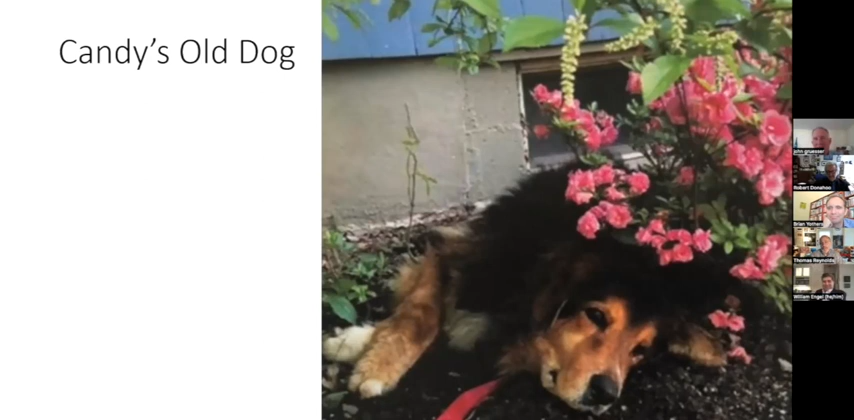 Candy's Old Dog
john gruesser
Robert Donahoo
Brian Yothers
Thomas Reynolds
William Engel (he/him)